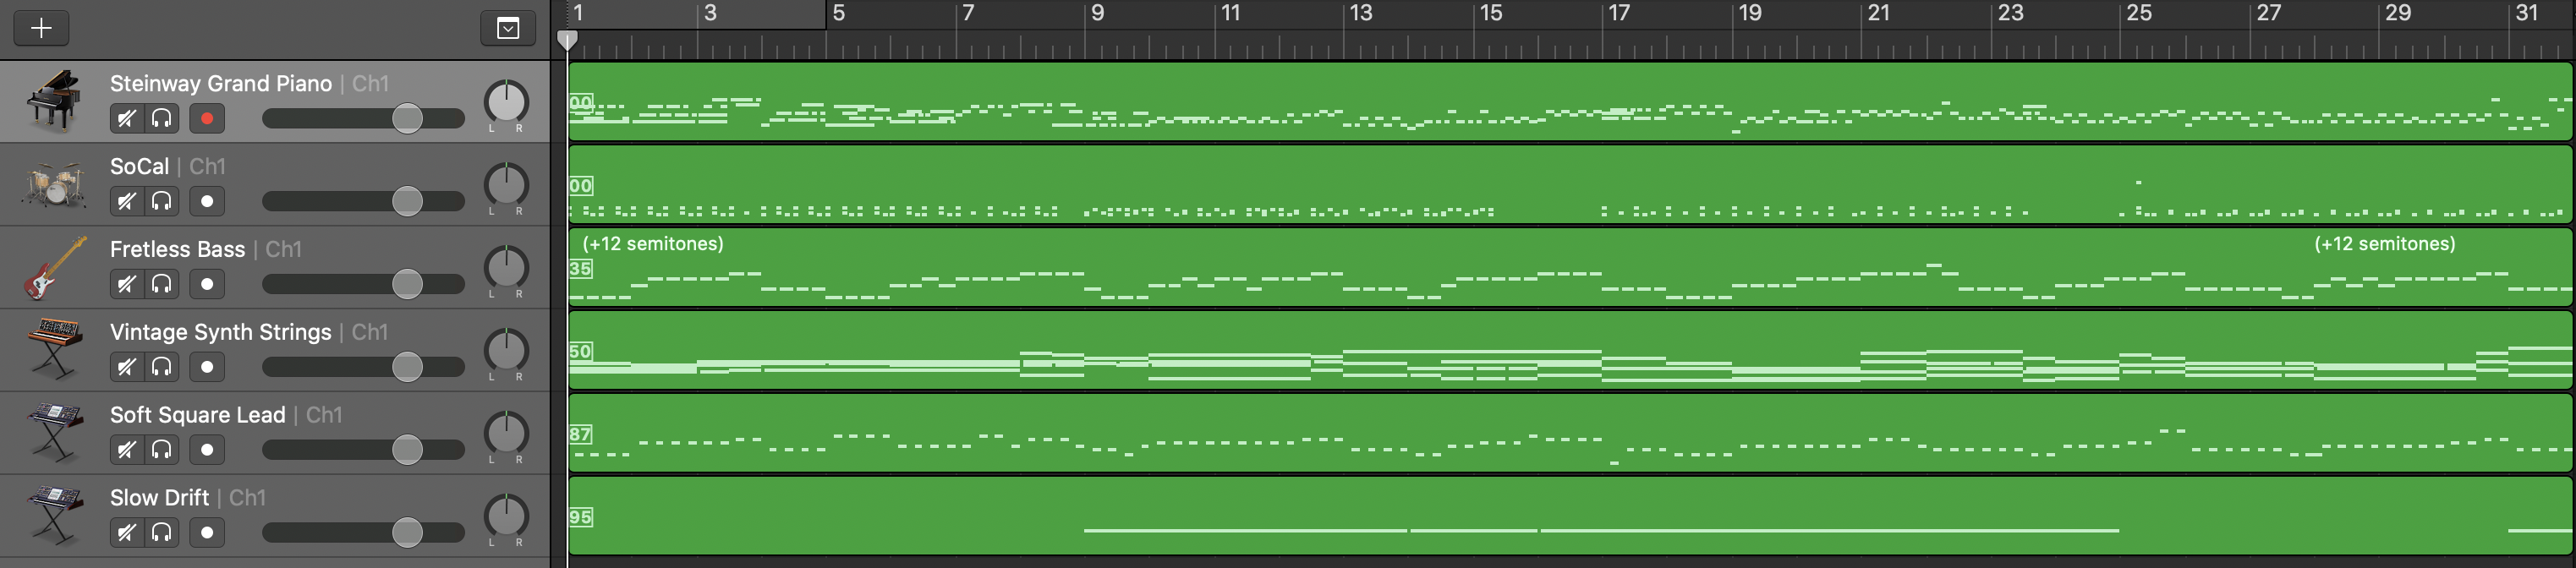 1 3 5 7 9 11 13 15 17 19 21 23 25 27 29 31
Steinway Grand Piano | Ch1
L R
00
SoCal | Ch1
L R
00
Fretless Bass | Ch1
L R
(+12 semitones) (+12 semitones)
35
Vintage Synth Strings | Ch1
L R
50
Soft Square Lead | Ch1
L R
87
Slow Drift | Ch1
L R
95